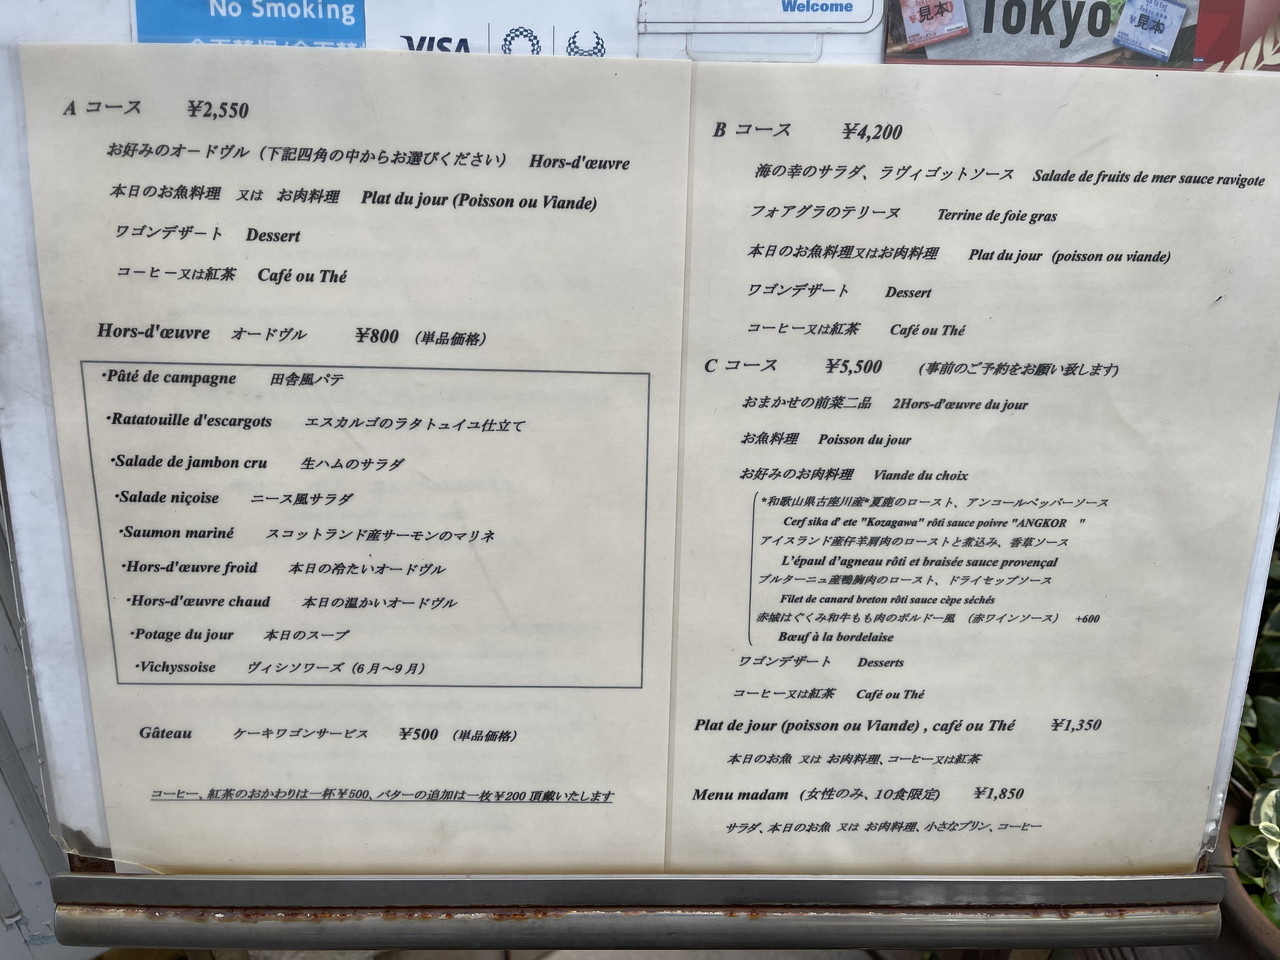 No Smoking
VISA
Welcome
見本
Tokyo
見本
A コース ¥2,550
お好みのオードヴル（下記四角の中からお選びください） Hors-d'œuvre
本日のお魚料理 又は お肉料理 Plat du jour (Poisson ou Viande)
ワゴンデザート Dessert
コーヒー又は紅茶 Café ou Thé
Hors-d'œuvre オードヴル ¥800 （単品価格）
・Pâté de campagne 田舎風パテ
・Ratatouille d'escargots エスカルゴのラタトュイユ仕立て
・Salade de jambon cru 生ハムのサラダ
・Salade niçoise ニース風サラダ
・Saumon mariné スコットランド産サーモンのマリネ
・Hors-d'œuvre froid 本日の冷たいオードヴル
・Hors-d'œuvre chaud 本日の温かいオードヴル
・Potage du jour 本日のスープ
・Vichyssoise ヴィシソワーズ（6月～9月）
Gâteau ケーキワゴンサービス ¥500 （単品価格）
コーヒー、紅茶のおかわりは一杯¥500、バターの追加は一枚¥200 頂戴いたします
B コース ¥4,200
海の幸のサラダ、ラヴィゴットソース Salade de fruits de mer sauce ravigote
フォアグラのテリーヌ Terrine de foie gras
本日のお魚料理又はお肉料理 Plat du jour (poisson ou viande)
ワゴンデザート Dessert
コーヒー又は紅茶 Café ou Thé
C コース ¥5,500 （事前のご予約をお願い致します）
おまかせの前菜二品 2Hors-d'œuvre du jour
お魚料理 Poisson du jour
お好みのお肉料理 Viande du choix
*和歌山県古座川産*夏鹿のロースト、アンコールペッパーソース
Cerf sika d' ete "Kozagawa" rôti sauce poivre "ANGKOR "
アイスランド産仔羊肩肉のローストと煮込み、香草ソース
L'épaul d'agneau rôti et braisée sauce provençal
ブルターニュ産鴨胸肉のロースト、ドライセップソース
Filet de canard breton rôti sauce cèpe séchés
赤城はぐくみ和牛もも肉のボルドー風 （赤ワインソース） +600
Bœuf à la bordelaise
ワゴンデザート Desserts
コーヒー又は紅茶 Café ou Thé
Plat de jour (poisson ou Viande) , café ou Thé ¥1,350
本日のお魚 又は お肉料理、コーヒー又は紅茶
Menu madam （女性のみ、10食限定） ¥1,850
サラダ、本日のお魚 又は お肉料理、小さなプリン、コーヒー